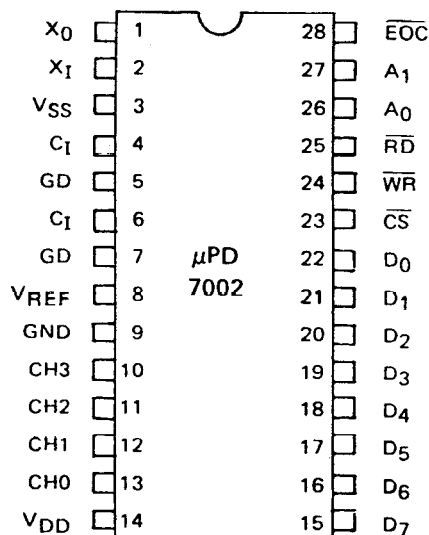 X0 1 28 EOC
XI 2 27 A1
VSS 3 26 A0
CI 4 25 RD
GD 5 24 WR
CI 6 23 CS
GD 7 μPD 22 D0
VREF 8 7002 21 D1
GND 9 20 D2
CH3 10 19 D3
CH2 11 18 D4
CH1 12 17 D5
CH0 13 16 D6
VDD 14 15 D7